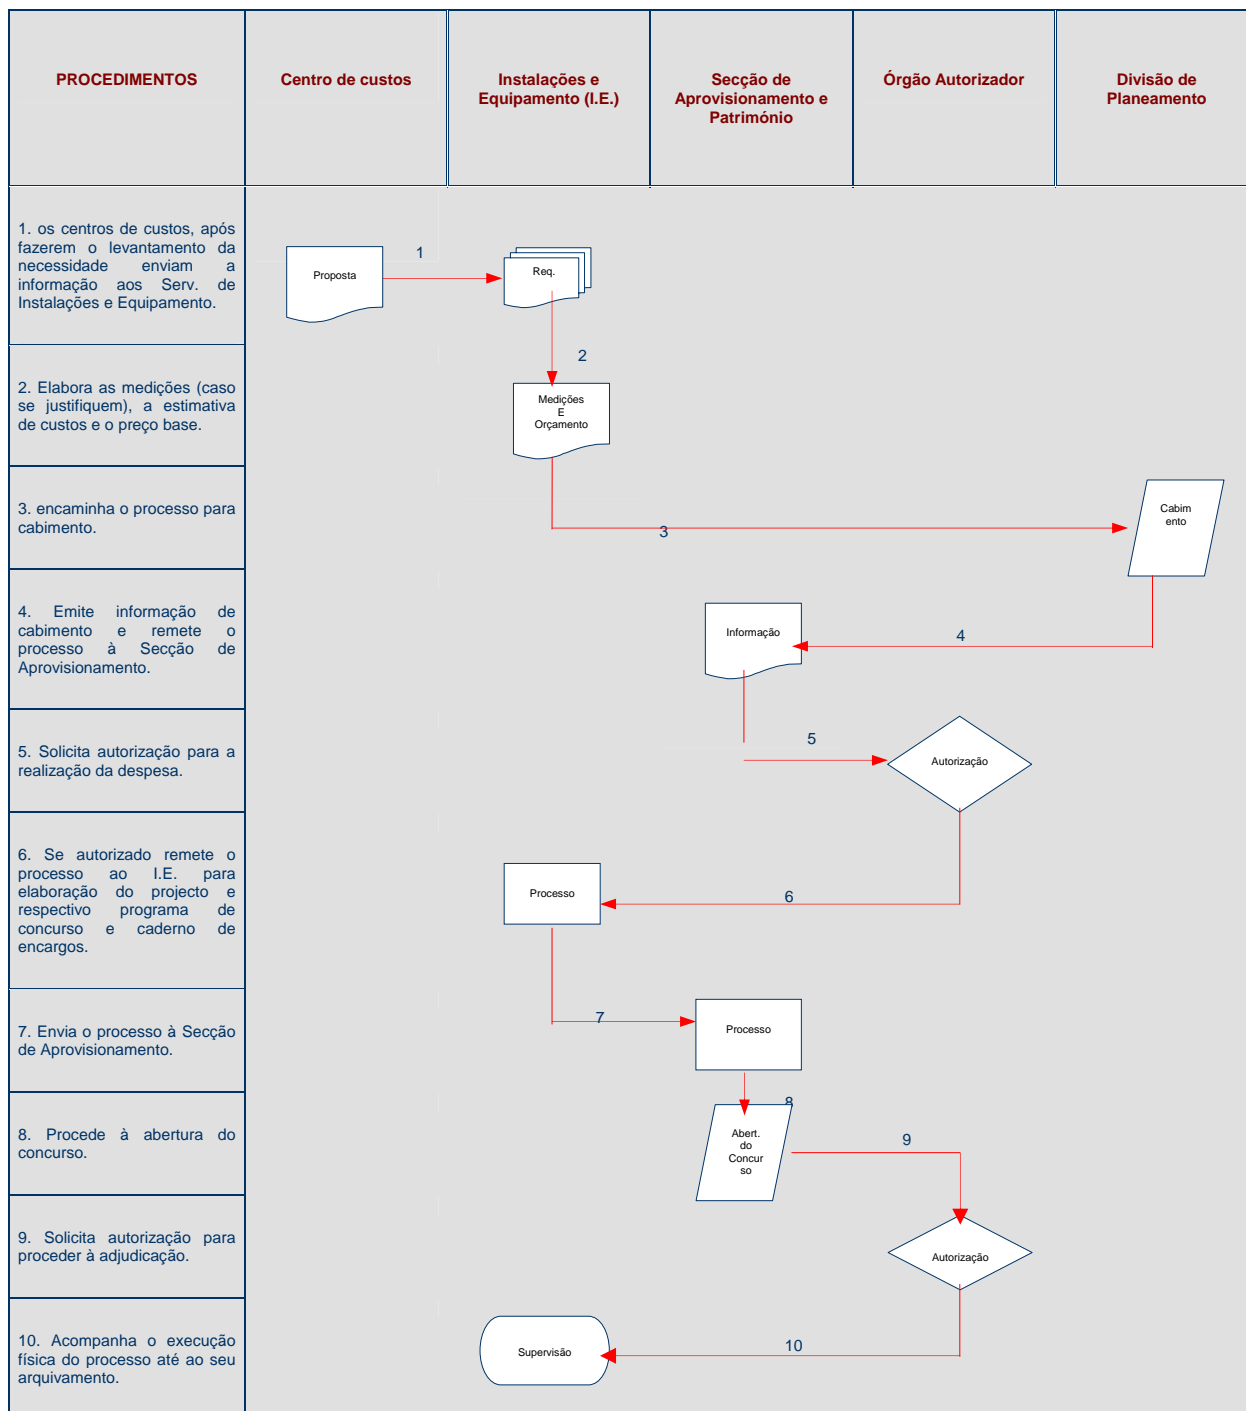 PROCEDIMENTOS
Centro de custos
Instalações e
Equipamento (I.E.)
Secção de
Aprovisionamento e
Património
Órgão Autorizador
Divisão de
Planeamento
1. os centros de custos, após
fazerem o levantamento da
necessidade enviam a
informação aos Serv. de
Instalações e Equipamento.
Proposta
1
Req.
2
2. Elabora as medições (caso
se justifiquem), a estimativa
de custos e o preço base.
Medições
E
Orçamento
3. encaminha o processo para
cabimento.
3
Cabim
ento
4. Emite informação de
cabimento e remete o
processo à Secção de
Aprovisionamento.
Informação
4
5. Solicita autorização para a
realização da despesa.
5
Autorização
6. Se autorizado remete o
processo ao I.E. para
elaboração do projecto e
respectivo programa de
concurso e caderno de
encargos.
Processo
6
7. Envia o processo à Secção
de Aprovisionamento.
7
Processo
8
8. Procede à abertura do
concurso.
Abert.
do
Concur
so
9
9. Solicita autorização para
proceder à adjudicação.
Autorização
10. Acompanha o execução
física do processo até ao seu
arquivamento.
Supervisão
10